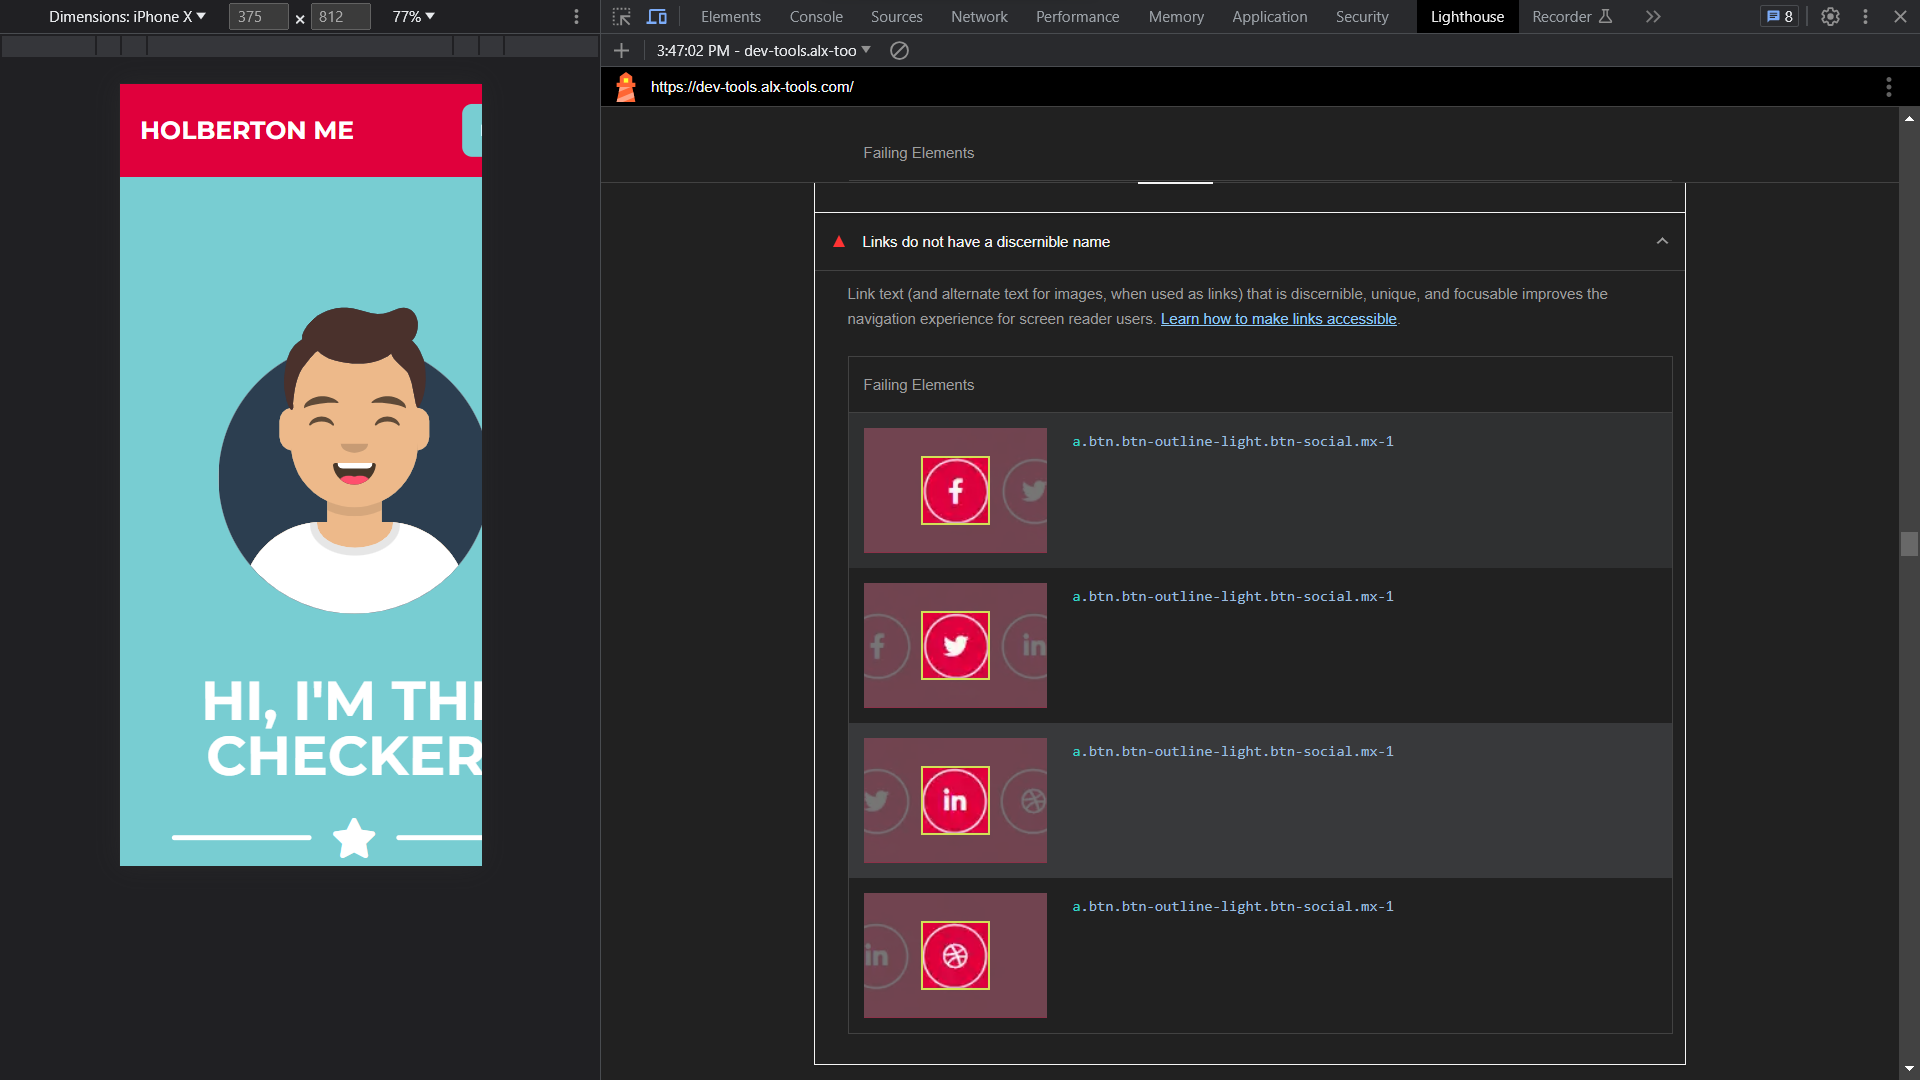 Dimensions: iPhone X
375
×
812
77%
Elements
Console
Sources
Network
Performance
Memory
Application
Security
Lighthouse
Recorder
8
3:47:02 PM - dev-tools.alx-too
https://dev-tools.alx-tools.com/
HOLBERTON ME
HI, I'M TH
CHECKER
Failing Elements
Links do not have a discernible name
Link text (and alternate text for images, when used as links) that is discernible, unique, and focusable improves the
navigation experience for screen reader users. Learn how to make links accessible.
Failing Elements
a.btn.btn-outline-light.btn-social.mx-1
a.btn.btn-outline-light.btn-social.mx-1
a.btn.btn-outline-light.btn-social.mx-1
a.btn.btn-outline-light.btn-social.mx-1